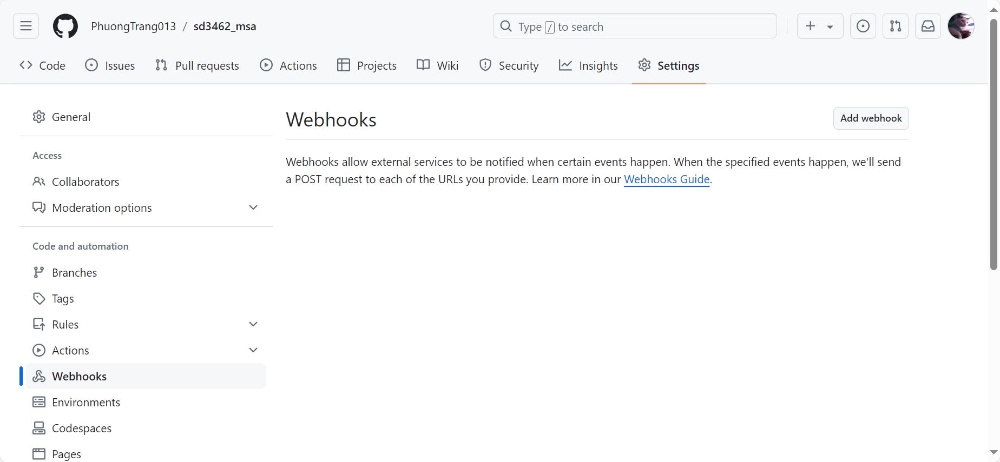 PhuongTrang013 / sd3462_msa
Type / to search
Code
Issues
Pull requests
Actions
Projects
Wiki
Security
Insights
Settings
General
Access
Collaborators
Moderation options
Code and automation
Branches
Tags
Rules
Actions
Webhooks
Environments
Codespaces
Pages
Webhooks
Add webhook
Webhooks allow external services to be notified when certain events happen. When the specified events happen, we'll send
a POST request to each of the URLs you provide. Learn more in our Webhooks Guide.